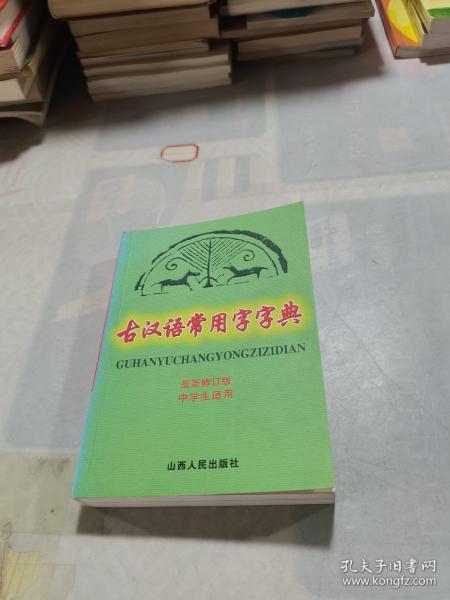 古汉语常用字字典
GUHANYUCHANGYONGZIZIDIAN
最新修订版
中学生适用
山西人民出版社
孔夫子旧书网
www.kongfz.com